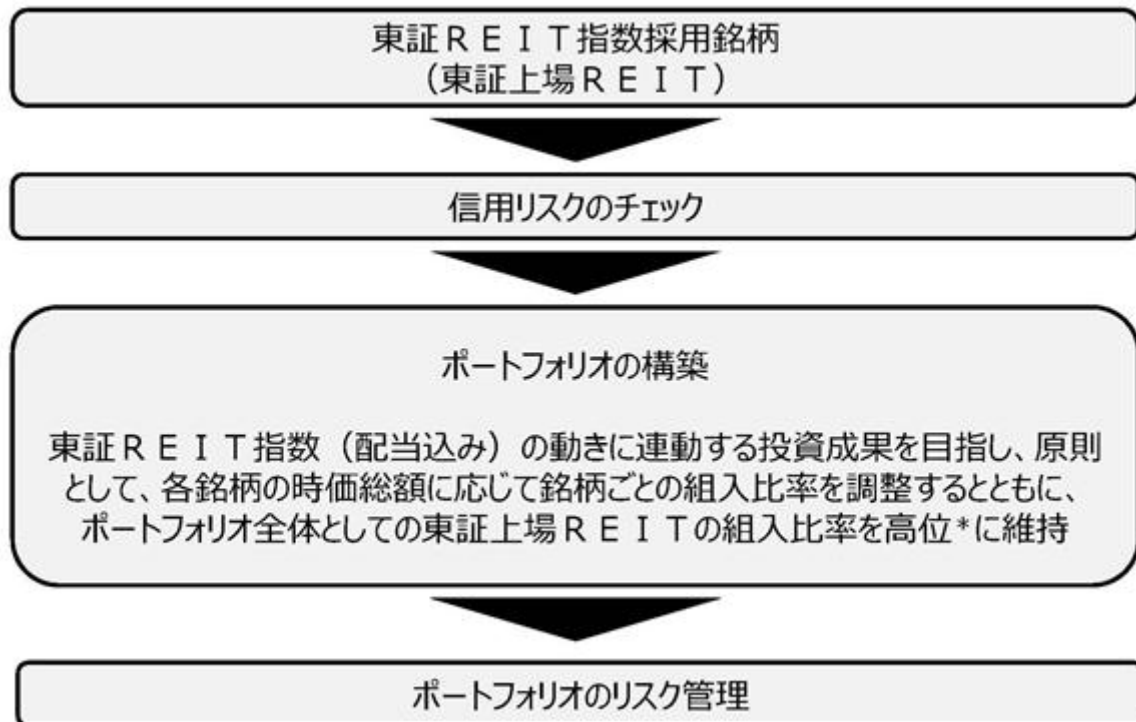 東証ＲＥＩＴ指数採用銘柄
（東証上場ＲＥＩＴ）
信用リスクのチェック
ポートフォリオの構築
東証ＲＥＩＴ指数（配当込み）の動きに連動する投資成果を目指し、原則
として、各銘柄の時価総額に応じて銘柄ごとの組入比率を調整するとともに、
ポートフォリオ全体としての東証上場ＲＥＩＴの組入比率を高位*に維持
ポートフォリオのリスク管理